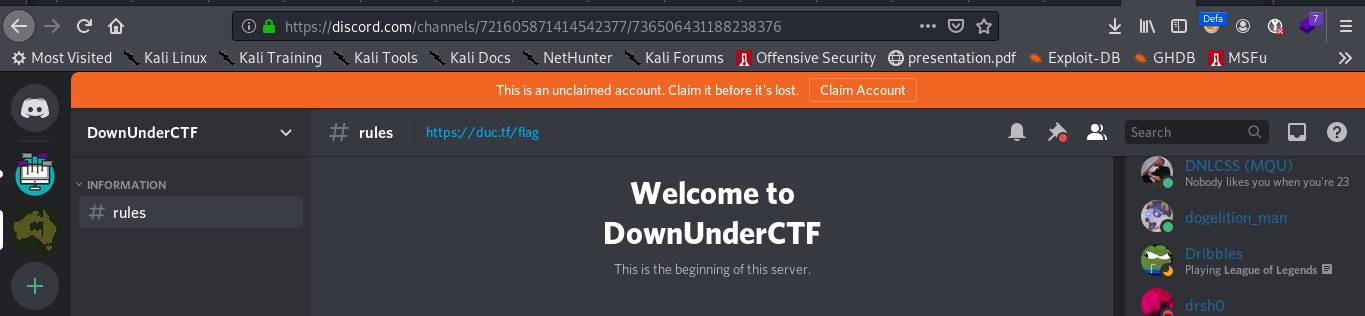 https://discord.com/channels/721605871414542377/736506431188238376
Defa
7
Most Visited Kali Linux Kali Training Kali Tools Kali Docs NetHunter Kali Forums Offensive Security presentation.pdf Exploit-DB GHDB MSFu
This is an unclaimed account. Claim it before it's lost. Claim Account
DownUnderCTF
rules https://duc.tf/flag Search
INFORMATION
rules
Welcome to
DownUnderCTF
This is the beginning of this server.
DNLCSS (MQU)
Nobody likes you when you're 23
dogelition_man
Dribbles
Playing League of Legends
drsh0